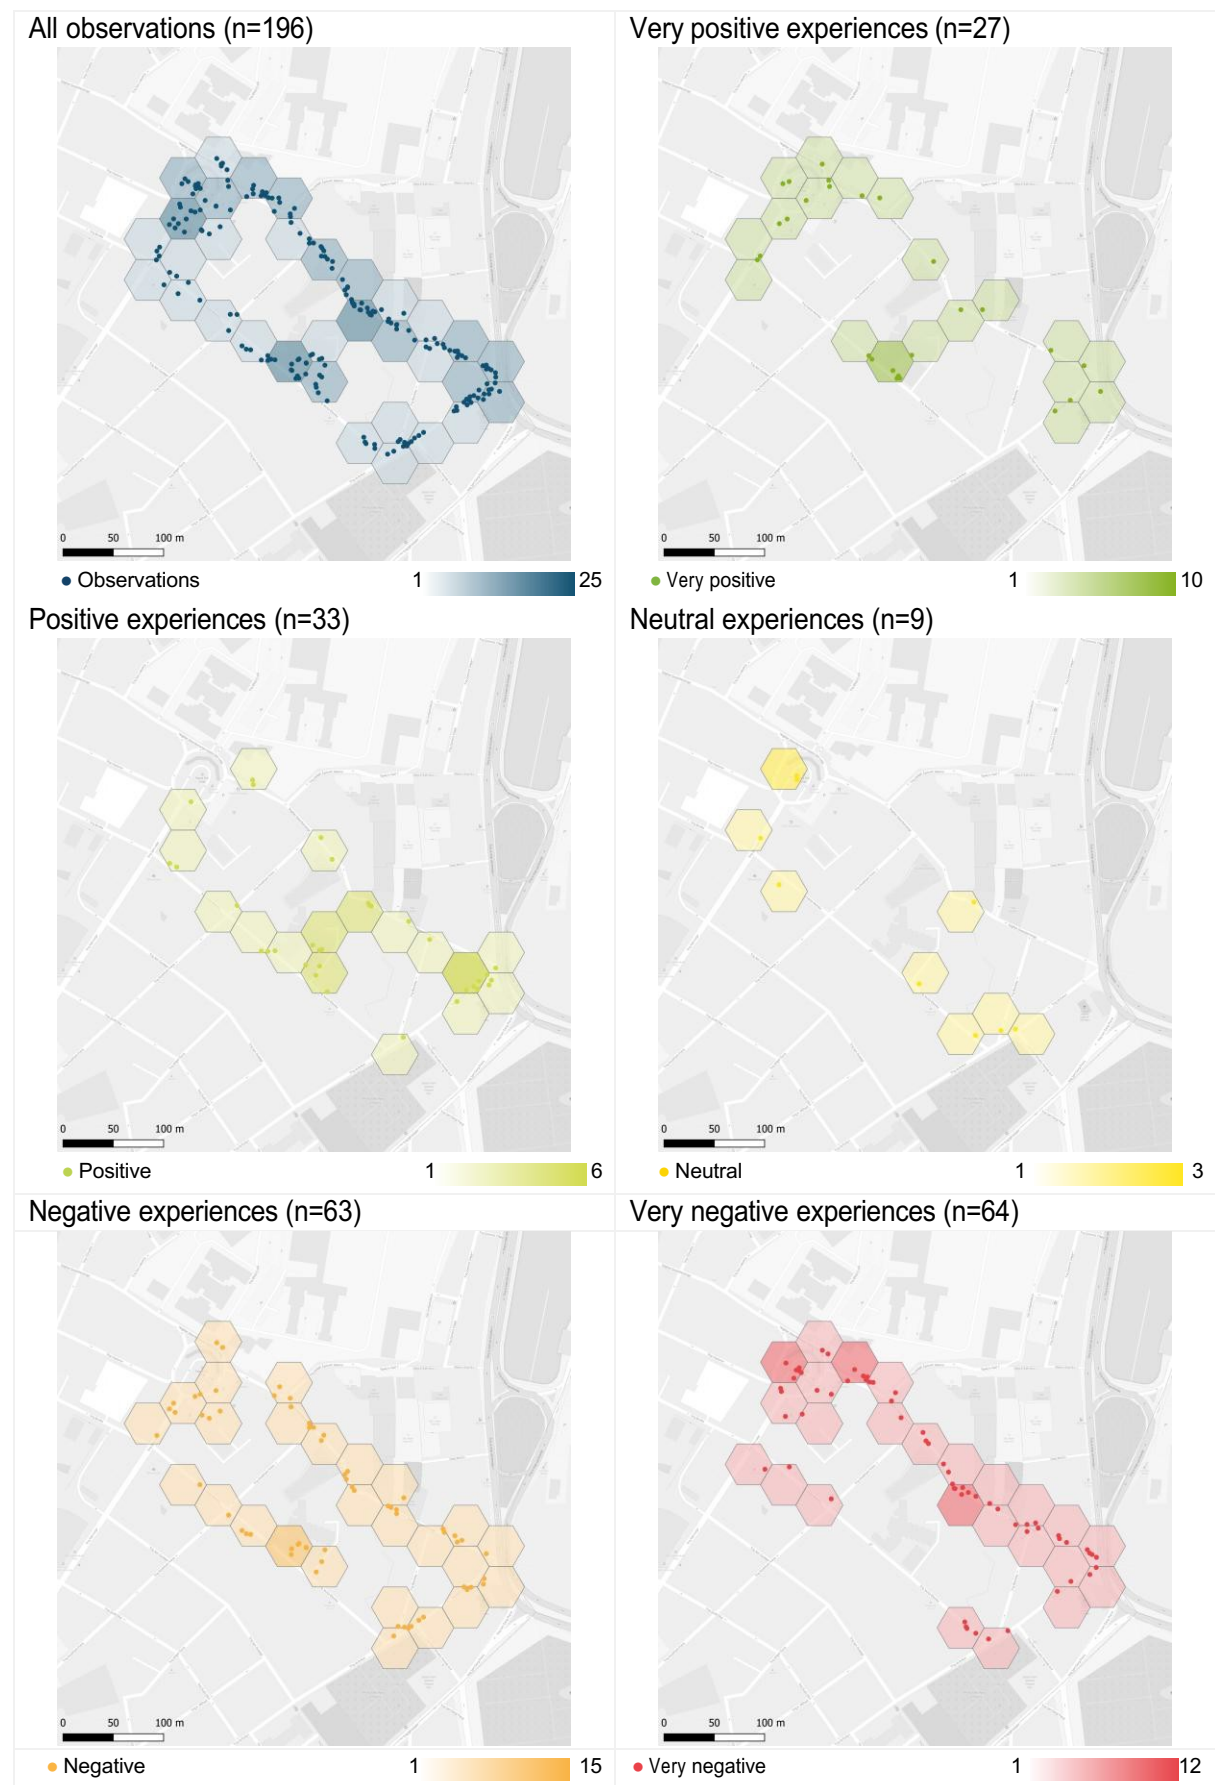 All observations (n=196)
Very positive experiences (n=27)
0 50 100 m
0 50 100 m
Observations 1 25
Very positive 1 10
Positive experiences (n=33)
Neutral experiences (n=9)
0 50 100 m
0 50 100 m
Positive 1 6
Neutral 1 3
Negative experiences (n=63)
Very negative experiences (n=64)
0 50 100 m
0 50 100 m
Negative 1 15
Very negative 1 12